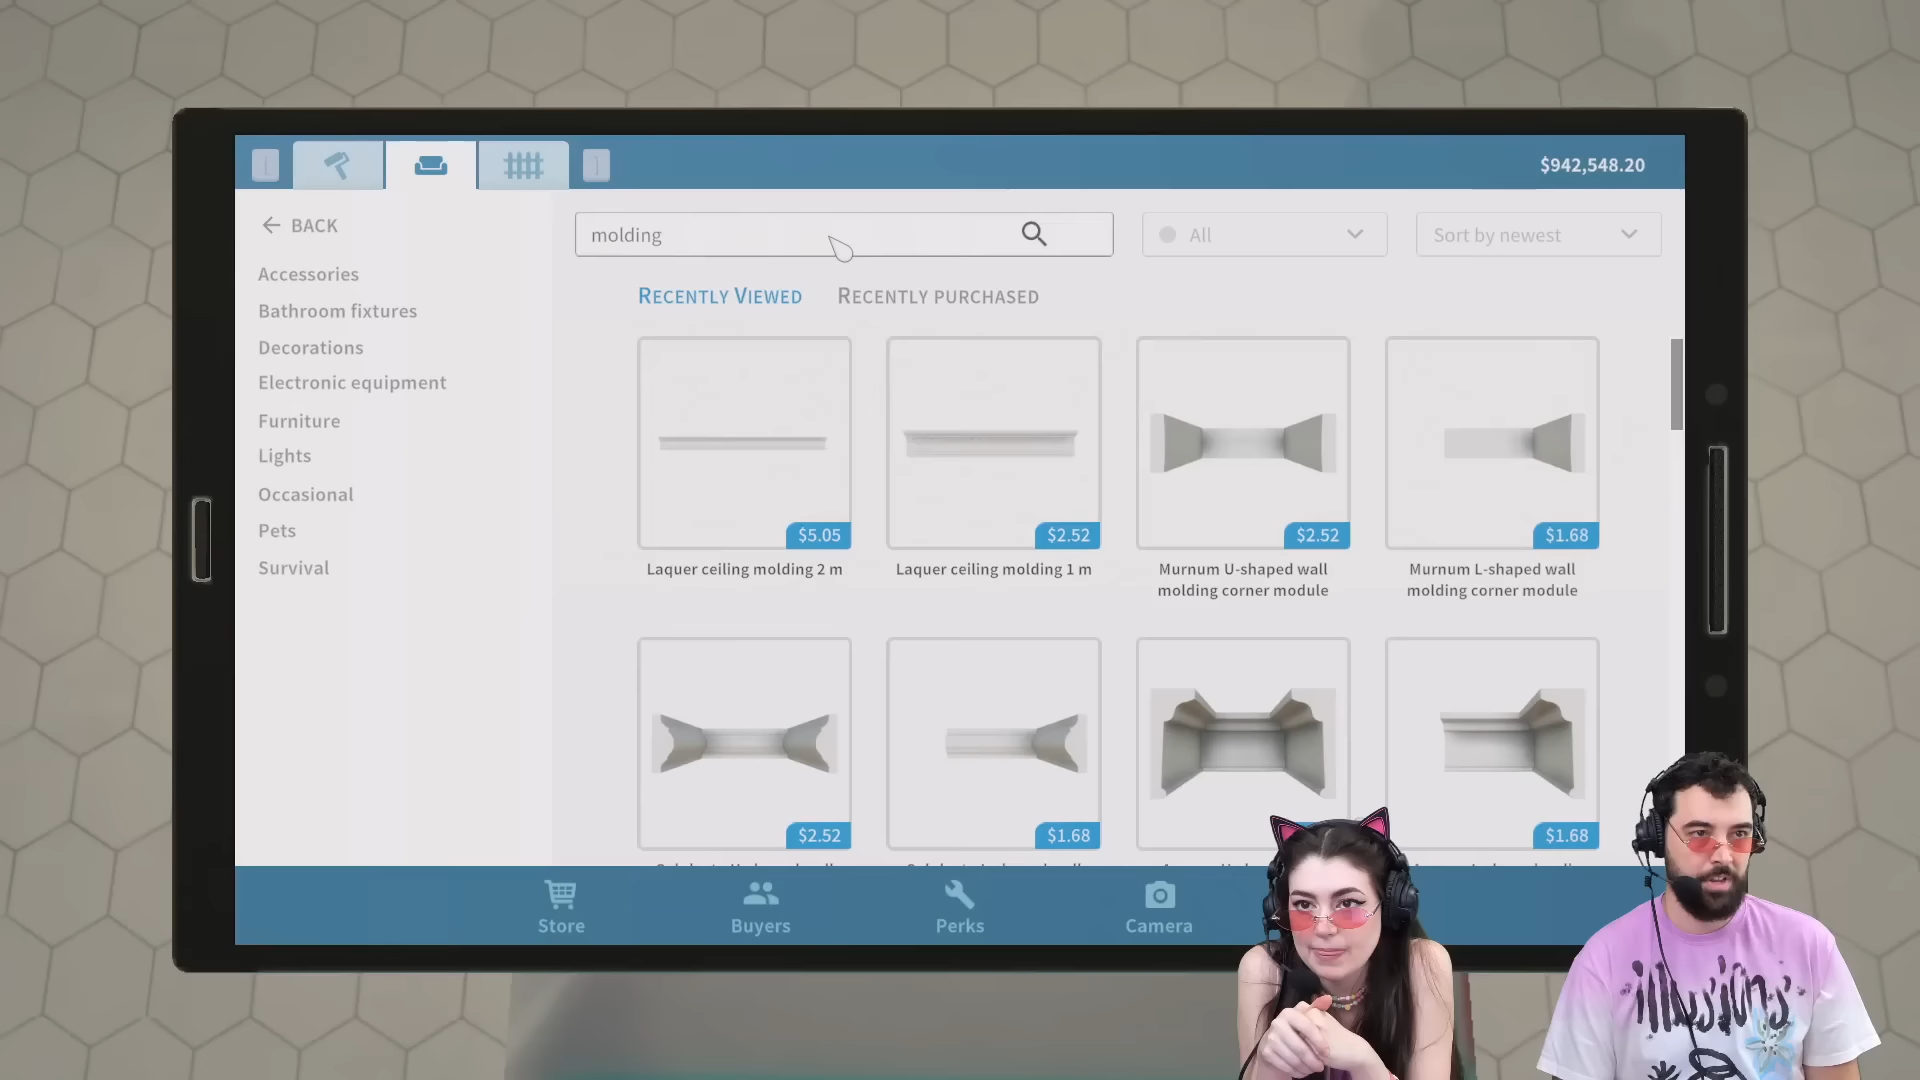 $942,548.20
BACK
molding
All
Sort by newest
Accessories
Bathroom fixtures
Decorations
Electronic equipment
Furniture
Lights
Occasional
Pets
Survival
RECENTLY VIEWED
RECENTLY PURCHASED
$5.05
$2.52
$2.52
$1.68
Laquer ceiling molding 2 m
Laquer ceiling molding 1 m
Murnum U-shaped wall
molding corner module
Murnum L-shaped wall
molding corner module
$2.52
$1.68
$1.68
Store
Buyers
Perks
Camera
illusions